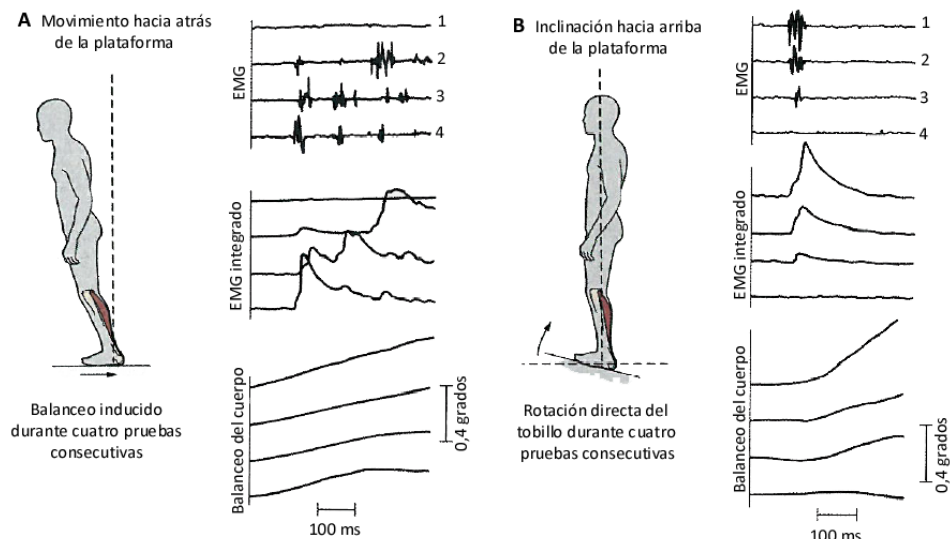 A Movimiento hacia atrás
de la plataforma
EMG
1
2
3
4
EMG integrado
Balanceo del cuerpo
0,4 grados
100 ms
Balanceo inducido
durante cuatro pruebas
consecutivas
B Inclinación hacia arriba
de la plataforma
EMG
1
2
3
4
EMG integrado
Balanceo del cuerpo
0,4 grados
100 ms
Rotación directa del
tobillo durante cuatro
pruebas consecutivas